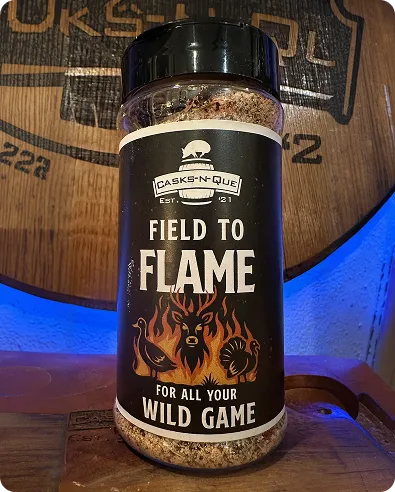 CASKS-N-QUE
EST. '21
FIELD TO
FLAME
FOR ALL YOUR
WILD GAME